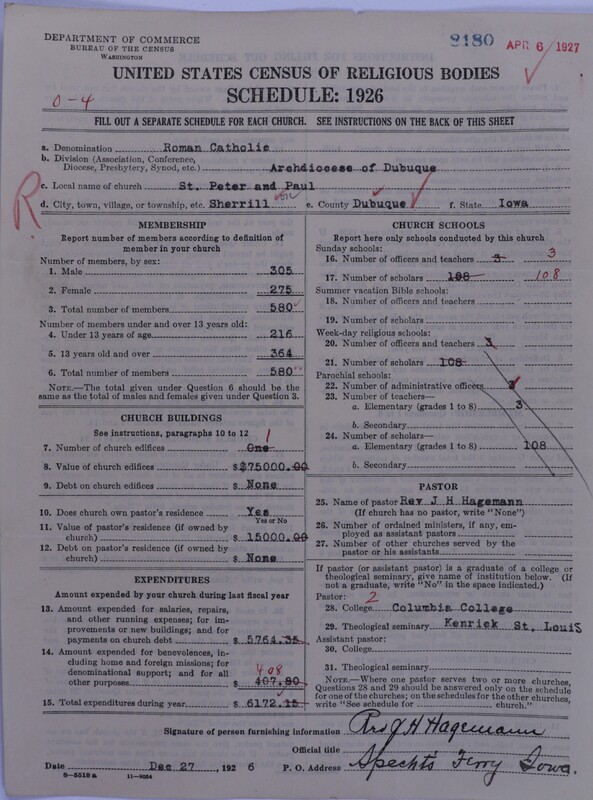 DEPARTMENT OF COMMERCE
BUREAU OF THE CENSUS
WASHINGTON
2180
APR 6 1927
UNITED STATES CENSUS OF RELIGIOUS BODIES
SCHEDULE: 1926
0-4
FILL OUT A SEPARATE SCHEDULE FOR EACH CHURCH. SEE INSTRUCTIONS ON THE BACK OF THIS SHEET
a. Denomination Roman Catholic
b. Division (Association, Conference,
Diocese, Presbytery, Synod, etc.) Archdiocese of Dubuque
c. Local name of church St. Peter and Paul
R
d. City, town, village, or township, etc. Sherrill e. County Dubuque f. State Iowa
MEMBERSHIP
Report number of members according to definition of
member in your church
Number of members, by sex:
1. Male 305
2. Female 275
3. Total number of members 580
Number of members under and over 13 years old:
4. Under 13 years of age 216
5. 13 years old and over 364
6. Total number of members 580
NOTE.—The total given under Question 6 should be
same as the total of males and females given under Question 3.
CHURCH BUILDINGS
See instructions, paragraphs 10 to 12
7. Number of church edifices One 1
8. Value of church edifices $ $75000.00
9. Debt on church edifices $ None
10. Does church own pastor's residence Yes
Yes or No
11. Value of pastor's residence (if owned by
church) $ 15000.00
12. Debt on pastor's residence (if owned by
church) $ None
EXPENDITURES
Amount expended by your church during last fiscal year
13. Amount expended for salaries, repairs,
and other running expenses; for im-
provements or new buildings; and for
payments on church debt $ 5764.35
14. Amount expended for benevolences, in-
cluding home and foreign missions; for
denominational support; and for all
other purposes $ 407.80 408
15. Total expenditures during year $ 6172.15
CHURCH SCHOOLS
Report here only schools conducted by this church
Sunday schools:
16. Number of officers and teachers 3 3
17. Number of scholars 108 108
Summer vacation Bible schools:
18. Number of officers and teachers
19. Number of scholars
Week-day religious schools:
20. Number of officers and teachers 3
21. Number of scholars 108
Parochial schools:
22. Number of administrative officers
23. Number of teachers—
a. Elementary (grades 1 to 8) 3
b. Secondary
24. Number of scholars—
a. Elementary (grades 1 to 8) 108
b. Secondary
PASTOR
25. Name of pastor Rev J H Hagemann
(If church has no pastor, write "None")
26. Number of ordained ministers, if any, em-
ployed as assistant pastors
27. Number of other churches served by the
pastor or his assistants
If pastor (or assistant pastor) is a graduate of a college or
theological seminary, give name of institution below. (If
not a graduate, write "No" in the space indicated.)
Pastor: 2
28. College Columbia College
29. Theological seminary Kenrick St. Louis
Assistant pastor:
30. College
31. Theological seminary
NOTE.—Where one pastor serves two or more churches,
Questions 28 and 29 should be answered only on the schedule
for one of the churches; on the schedules for the other churches,
write "See schedule for church."
Signature of person furnishing information Rev J H Hagemann
Official title
Date Dec 27, 1926 P. O. Address Specht's Ferry Iowa.
8-5518a 11-9054